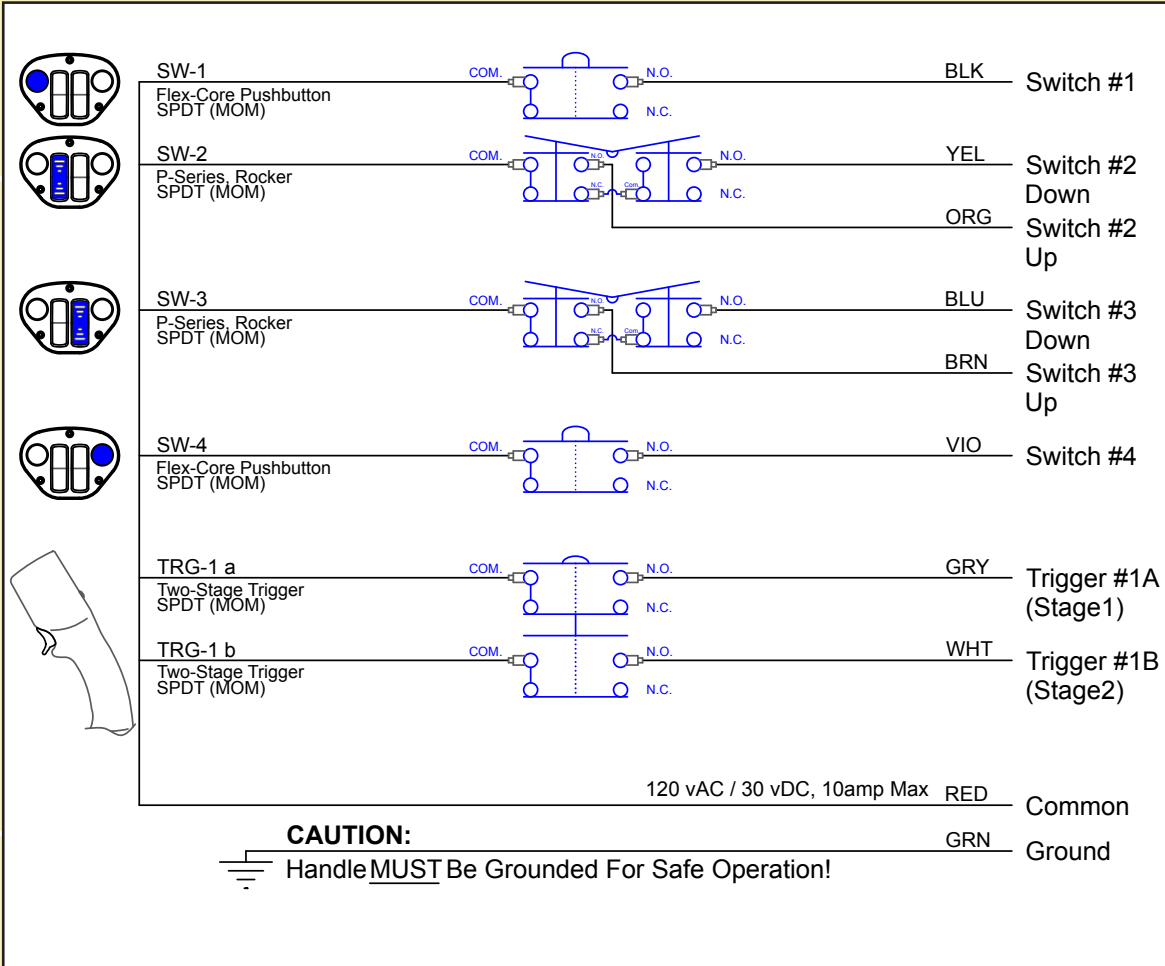 SW-1
COM.
N.O.
BLK
Switch #1
Flex-Core Pushbutton
SPDT (MOM)
N.C.
SW-2
COM.
N.O.
N.O.
YEL
Switch #2
Down
P-Series, Rocker
SPDT (MOM)
N.C.
Com.
N.C.
ORG
Switch #2
Up
SW-3
COM.
N.O.
N.O.
BLU
Switch #3
Down
P-Series, Rocker
SPDT (MOM)
N.C.
Com.
N.C.
BRN
Switch #3
Up
SW-4
COM.
N.O.
VIO
Switch #4
Flex-Core Pushbutton
SPDT (MOM)
N.C.
TRG-1 a
COM.
N.O.
GRY
Trigger #1A
(Stage1)
Two-Stage Trigger
SPDT (MOM)
N.C.
TRG-1 b
COM.
N.O.
WHT
Trigger #1B
(Stage2)
Two-Stage Trigger
SPDT (MOM)
N.C.
120 vAC / 30 vDC, 10amp Max
RED
Common
CAUTION:
GRN
Ground
Handle MUST Be Grounded For Safe Operation!